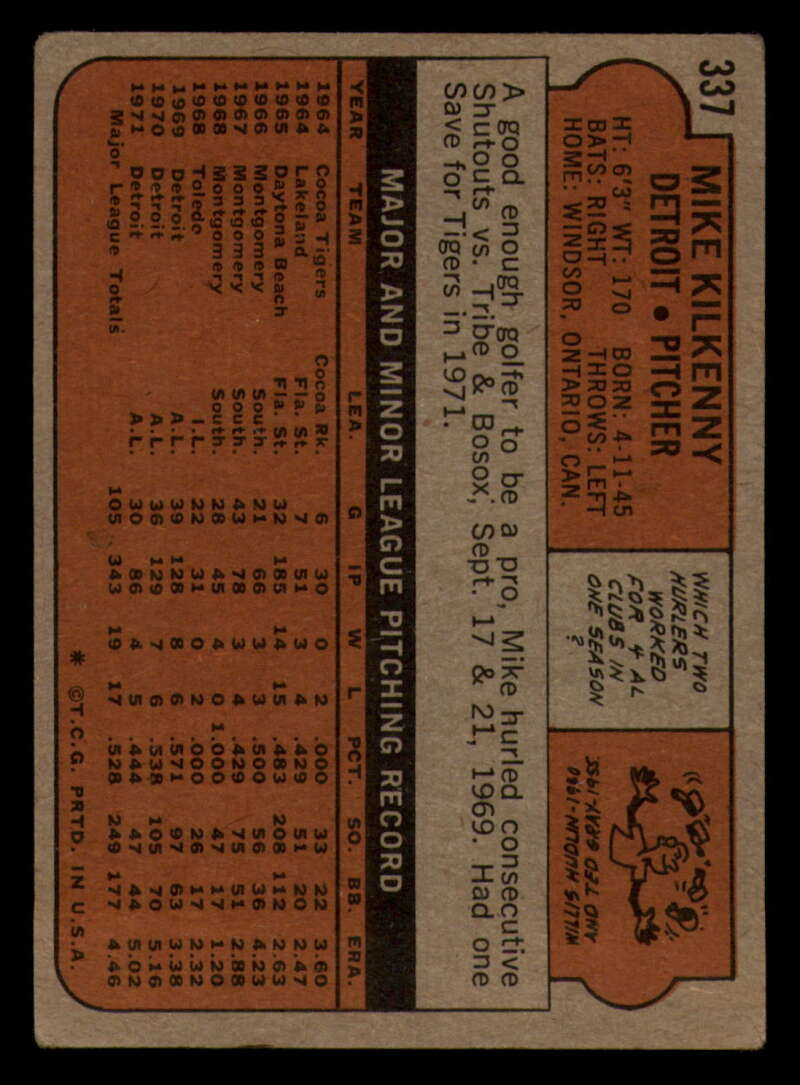 337
MIKE KILKENNY
DETROIT • PITCHER
HT: 6'3" WT: 170 BORN: 4-11-45
BATS: RIGHT THROWS: LEFT
HOME: WINDSOR, ONTARIO, CAN.
WHICH TWO
HURLERS
WORKED
FOR 4 AL
CLUBS IN
ONE SEASON
?
WILLIS HUDLIN-1940
AND TED GRAY-1955
A good enough golfer to be a pro, Mike hurled consecutive
Shutouts vs. Tribe & Bosox, Sept. 17 & 21, 1969. Had one
Save for Tigers in 1971.
MAJOR AND MINOR LEAGUE PITCHING RECORD
YEAR TEAM LEA. G IP W L PCT. SO. BB. ERA.
1964 Cocoa Tigers Cocoa Rk. 6 30 0 2 .000 33 22 3.60
1964 Lakeland Fla. St. 7 51 3 4 .429 51 20 2.47
1965 Daytona Beach Fla. St. 32 185 14 15 .483 208 112 2.63
1966 Montgomery South. 21 66 3 3 .500 56 36 4.23
1967 Montgomery South. 43 78 3 4 .429 75 51 2.88
1968 Montgomery South. 28 45 4 0 1.000 47 17 1.20
1968 Toledo I.L. 22 31 0 2 .000 26 17 2.32
1969 Detroit A.L. 39 128 8 6 .571 97 63 3.38
1970 Detroit A.L. 36 129 7 6 .538 105 70 5.16
1971 Detroit A.L. 30 86 4 5 .444 47 44 5.02
Major League Totals 105 343 19 17 .528 249 177 4.46
* ©T.C.G. PRTD. IN U.S.A.